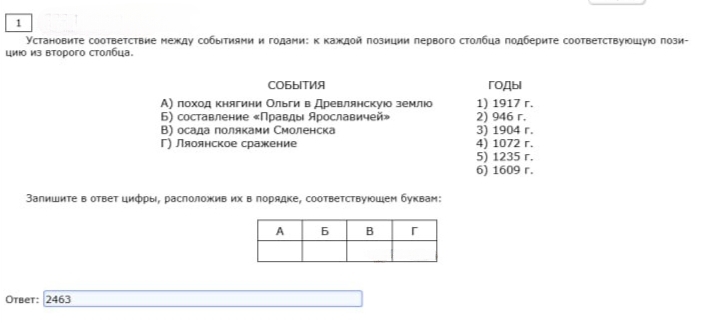 1
Установите соответствие между событиями и годами: к каждой позиции первого столбца подберите соответствующую пози-
цию из второго столбца.
СОБЫТИЯ
А) поход княгини Ольги в Древлянскую землю
Б) составление «Правды Ярославичей»
В) осада поляками Смоленска
Г) Ляоянское сражение
ГОДЫ
1) 1917 г.
2) 946 г.
3) 1904 г.
4) 1072 г.
5) 1235 г.
6) 1609 г.
Запишите в ответ цифры, расположив их в порядке, соответствующем буквам:
А Б В Г
Ответ: 2463